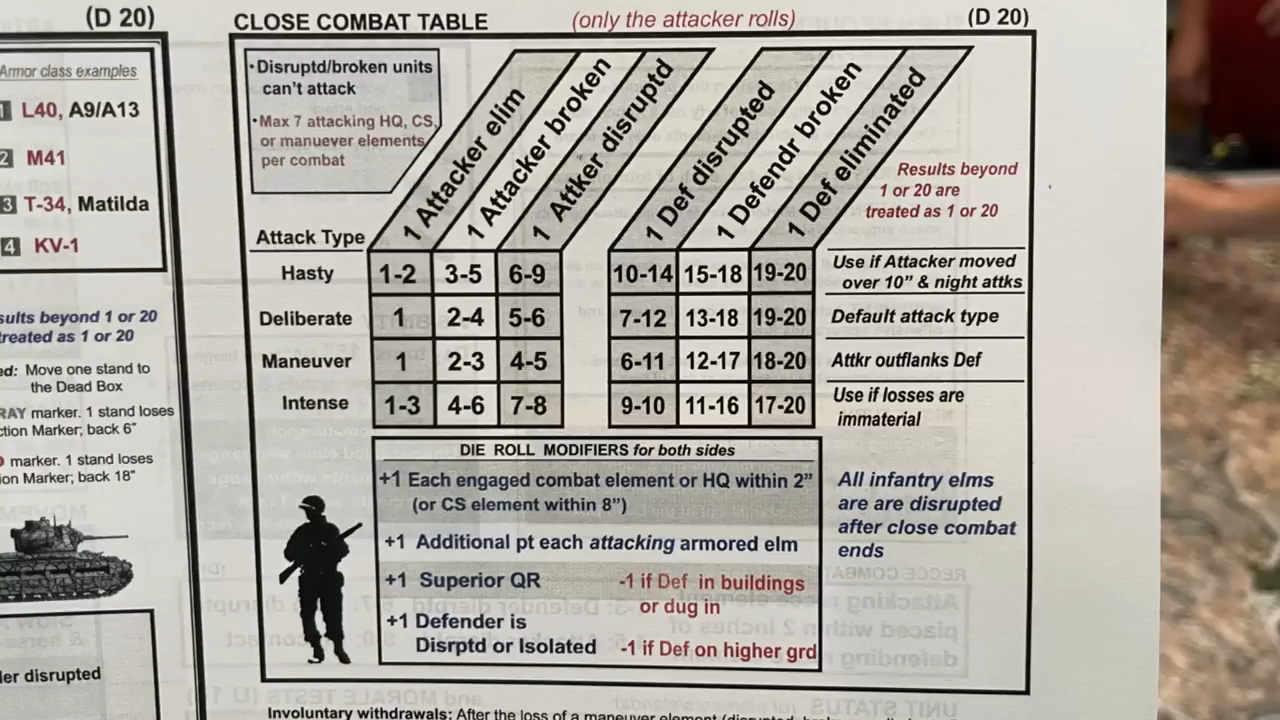 (D 20)
Armor class examples
1 L40, A9/A13
2 M41
3 T-34, Matilda
4 KV-1
sults beyond 1 or 20
treated as 1 or 20
ed: Move one stand to
the Dead Box
RAY marker. 1 stand loses
ction Marker; back 6"
marker. 1 stand loses
ion Marker; back 18"
ler disrupted
CLOSE COMBAT TABLE (only the attacker rolls) (D 20)
•Disruptd/broken units
can't attack
•Max 7 attacking HQ, CS,
or manuever elements
per combat
Attack Type
1 Attacker elim
1 Attacker broken
1 Attker disruptd
1 Def disrupted
1 Defendr broken
1 Def eliminated
Results beyond
1 or 20 are
treated as 1 or 20
Hasty 1-2 3-5 6-9 10-14 15-18 19-20 Use if Attacker moved
over 10" & night attks
Deliberate 1 2-4 5-6 7-12 13-18 19-20 Default attack type
Maneuver 1 2-3 4-5 6-11 12-17 18-20 Attkr outflanks Def
Intense 1-3 4-6 7-8 9-10 11-16 17-20 Use if losses are
immaterial
DIE ROLL MODIFIERS for both sides
+1 Each engaged combat element or HQ within 2"
(or CS element within 8")
+1 Additional pt each attacking armored elm
+1 Superior QR -1 if Def in buildings
or dug in
+1 Defender is
Disrptd or Isolated -1 if Def on higher grd
All infantry elms
are are disrupted
after close combat
ends
Involuntary withdrawals: After the loss of a maneuver element